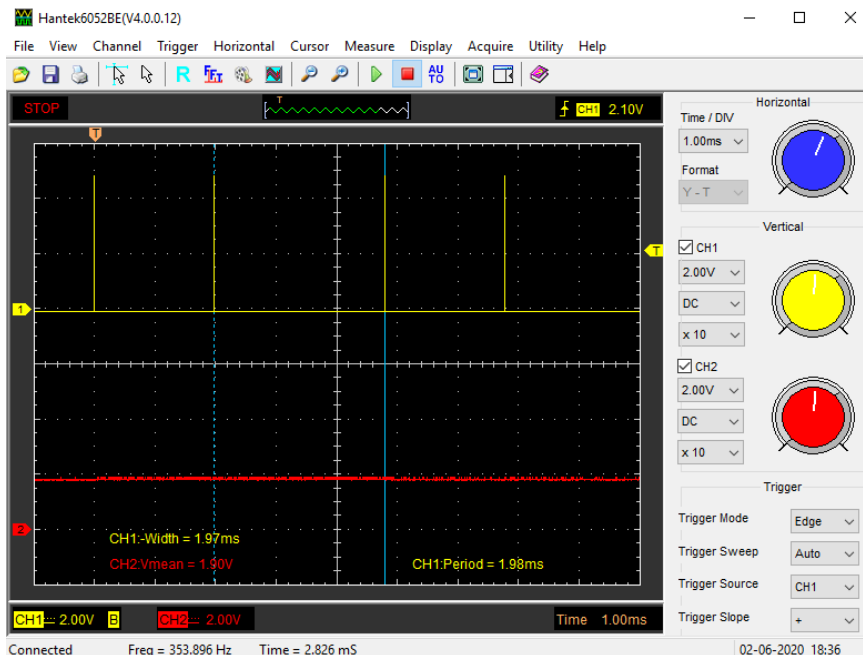 Hantek6052BE(V4.0.0.12)
File View Channel Trigger Horizontal Cursor Measure Display Acquire Utility Help
R FFT AUTO
STOP
T
CH1 2.10V
T
T
1
2
CH1:-Width = 1.97ms
CH2:Vmean = 1.90V
CH1:Period = 1.98ms
CH1 2.00V B CH2 2.00V Time 1.00ms
Horizontal
Time / DIV
1.00ms
Format
Y - T
Vertical
CH1
2.00V
DC
x 10
CH2
2.00V
DC
x 10
Trigger
Trigger Mode Edge
Trigger Sweep Auto
Trigger Source CH1
Trigger Slope +
Connected Freq = 353.896 Hz Time = 2.826 mS 02-06-2020 18:36